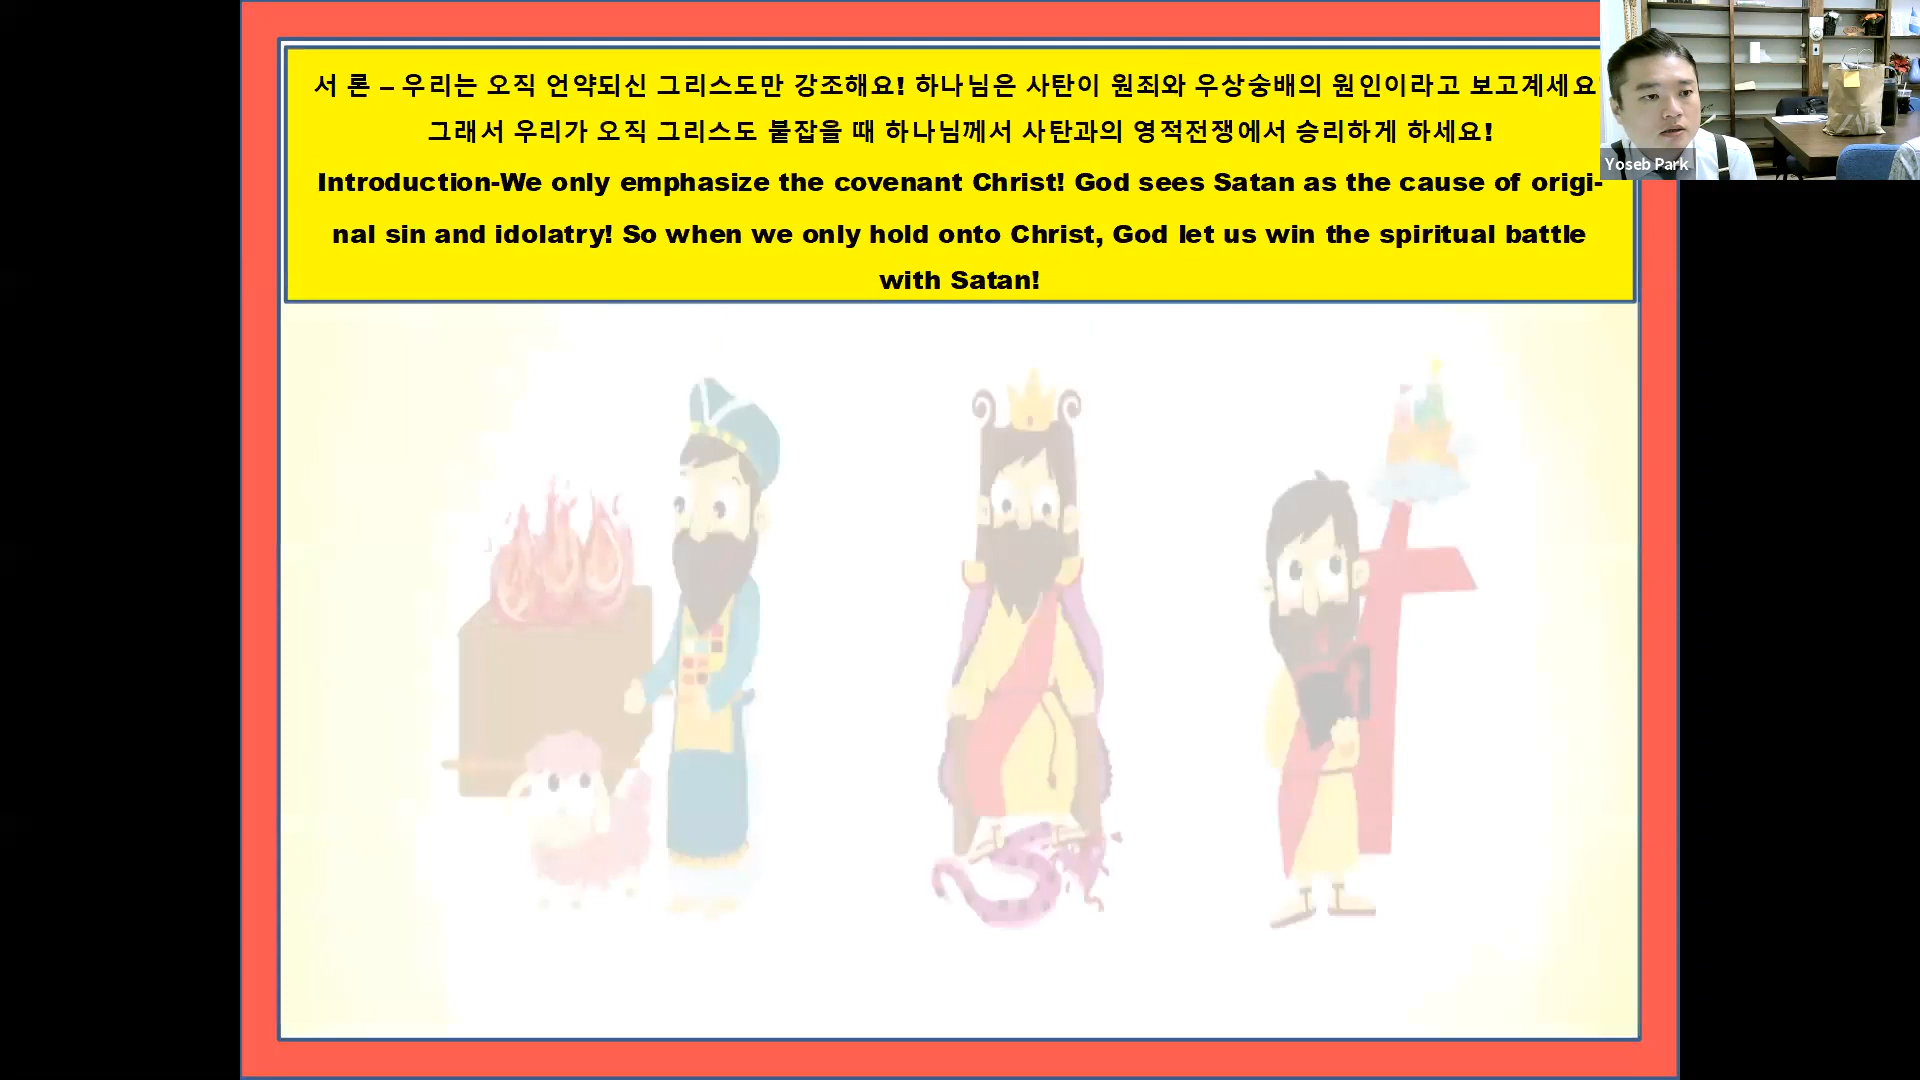 서 론 – 우리는 오직 언약되신 그리스도만 강조해요! 하나님은 사탄이 원죄와 우상숭배의 원인이라고 보고계세요
그래서 우리가 오직 그리스도 붙잡을 때 하나님께서 사탄과의 영적전쟁에서 승리하게 하세요!
Introduction-We only emphasize the covenant Christ! God sees Satan as the cause of origi-
nal sin and idolatry! So when we only hold onto Christ, God let us win the spiritual battle
with Satan!
Yoseb Park